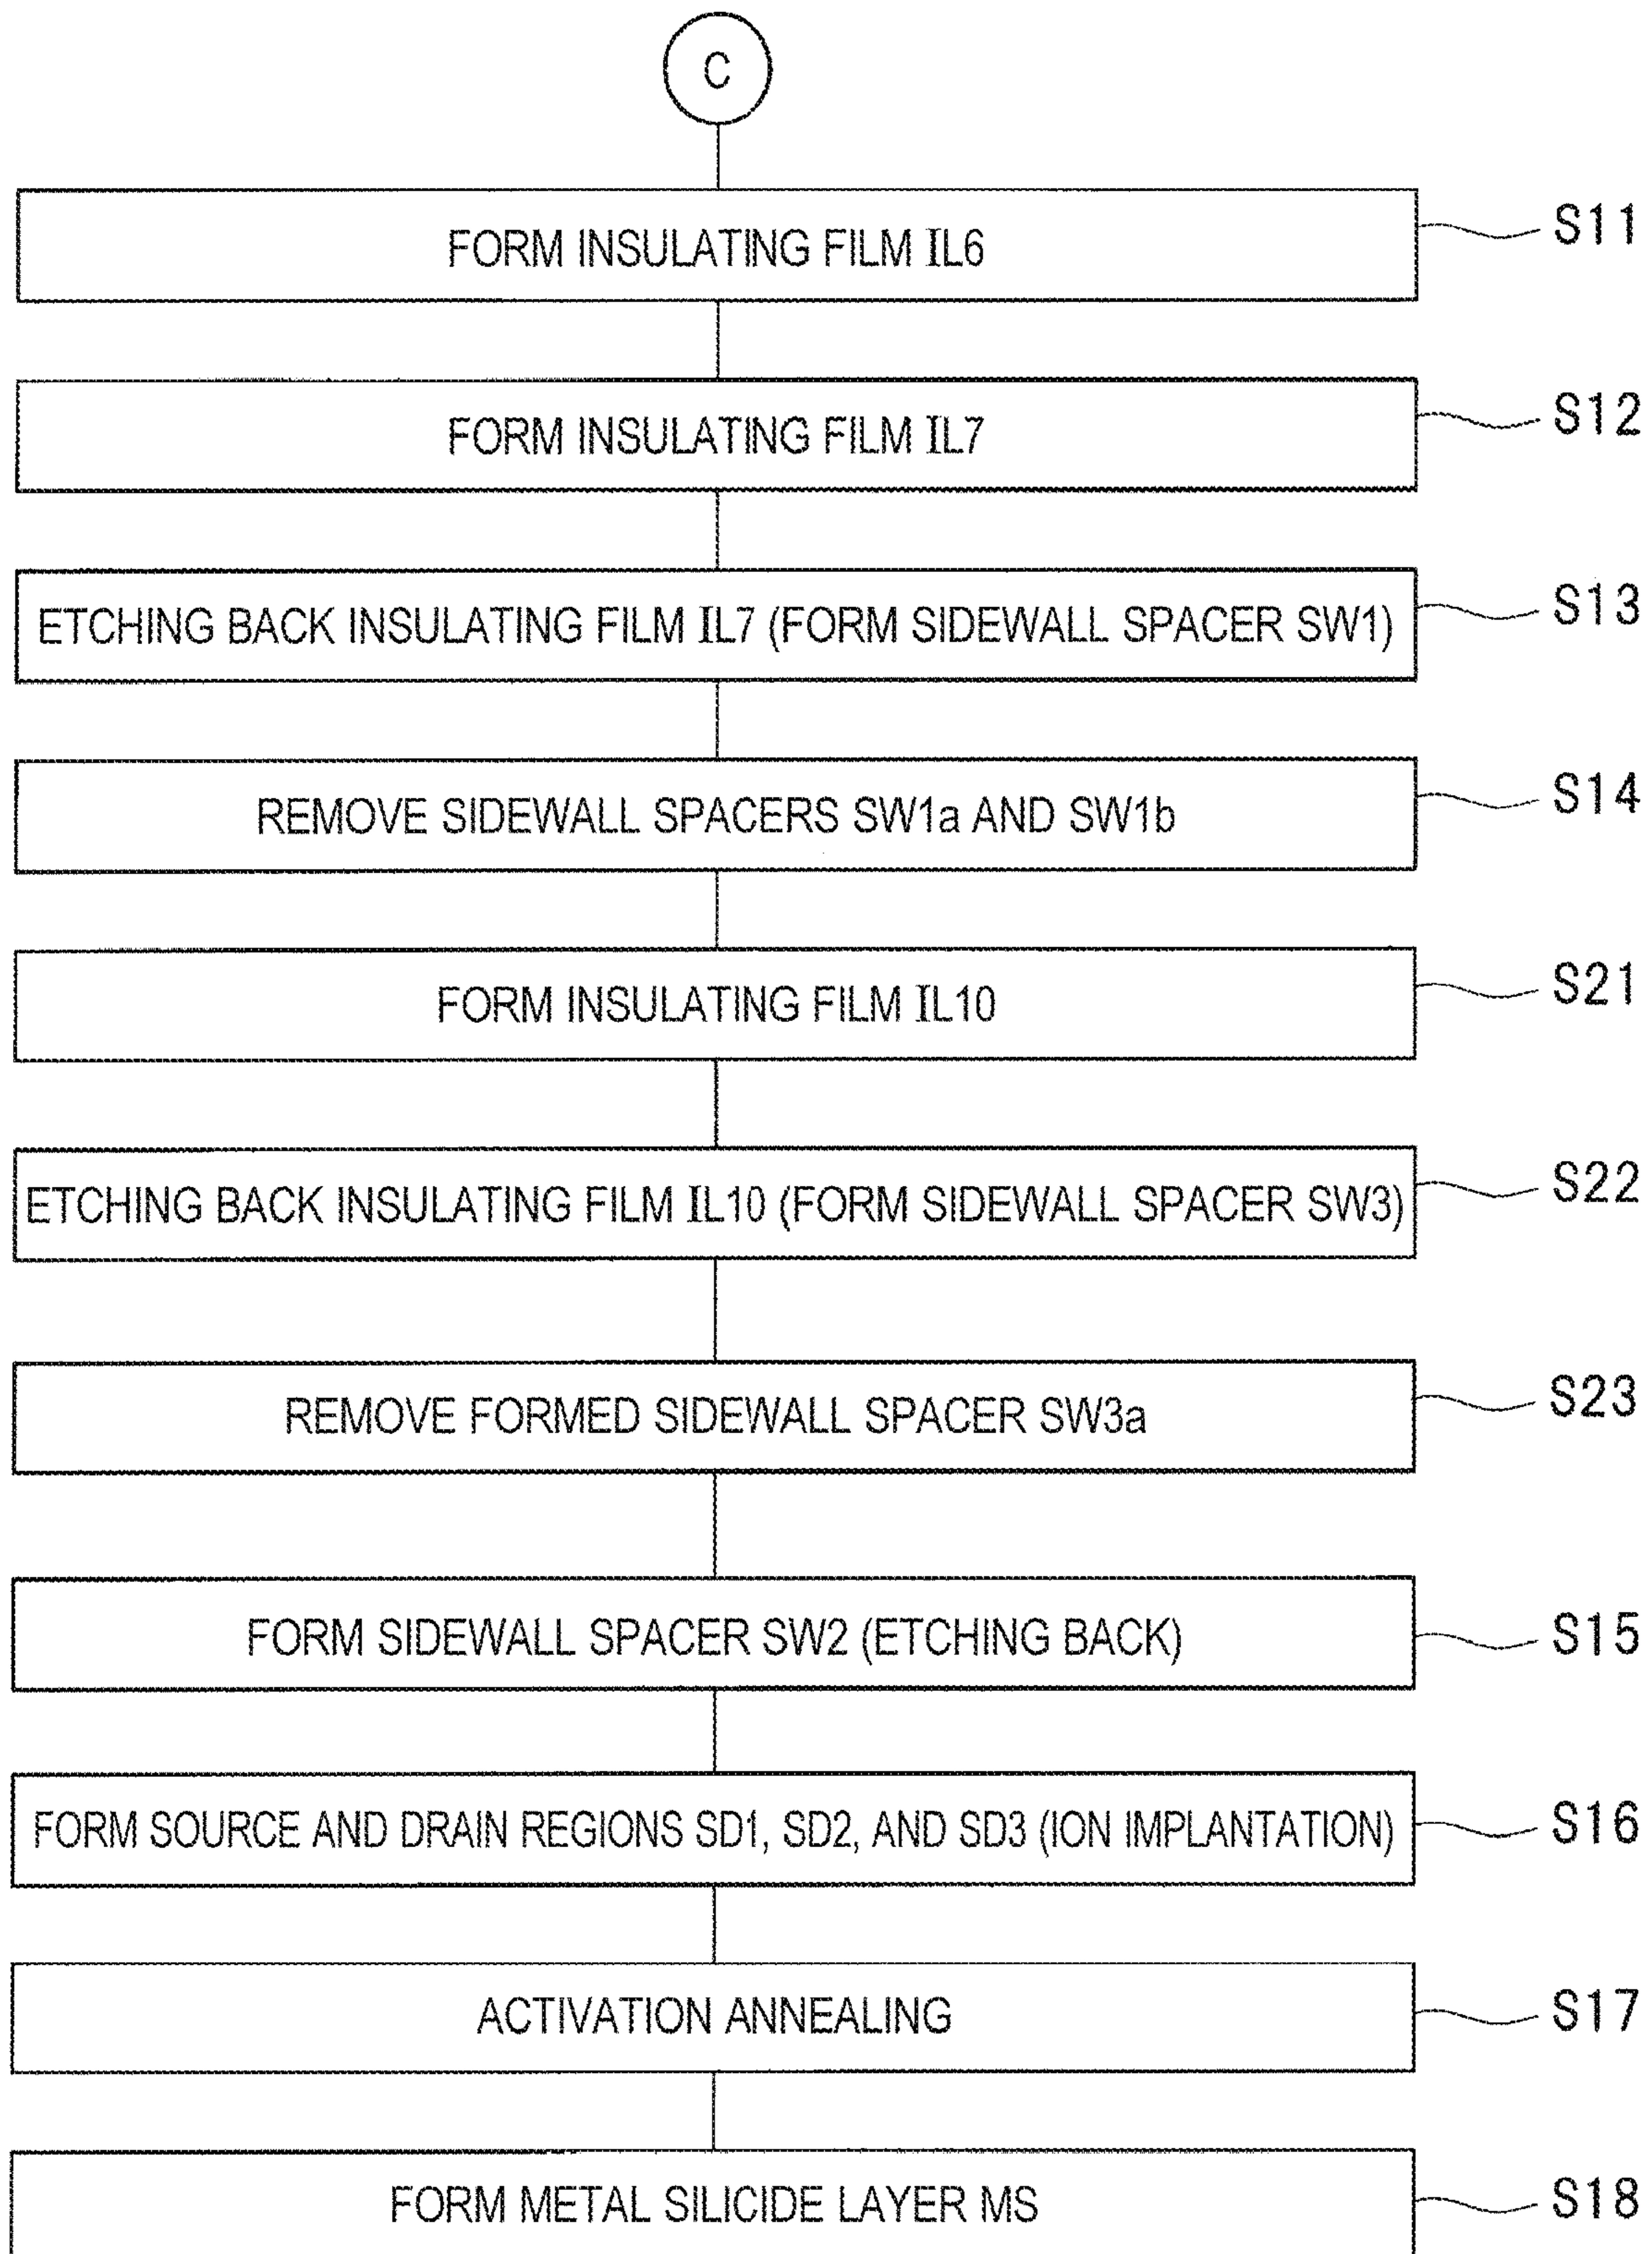 C
FORM INSULATING FILM IL6
S11
FORM INSULATING FILM IL7
S12
ETCHING BACK INSULATING FILM IL7 (FORM SIDEWALL SPACER SW1)
S13
REMOVE SIDEWALL SPACERS SW1a AND SW1b
S14
FORM INSULATING FILM IL10
S21
ETCHING BACK INSULATING FILM IL10 (FORM SIDEWALL SPACER SW3)
S22
REMOVE FORMED SIDEWALL SPACER SW3a
S23
FORM SIDEWALL SPACER SW2 (ETCHING BACK)
S15
FORM SOURCE AND DRAIN REGIONS SD1, SD2, AND SD3 (ION IMPLANTATION)
S16
ACTIVATION ANNEALING
S17
FORM METAL SILICIDE LAYER MS
S18